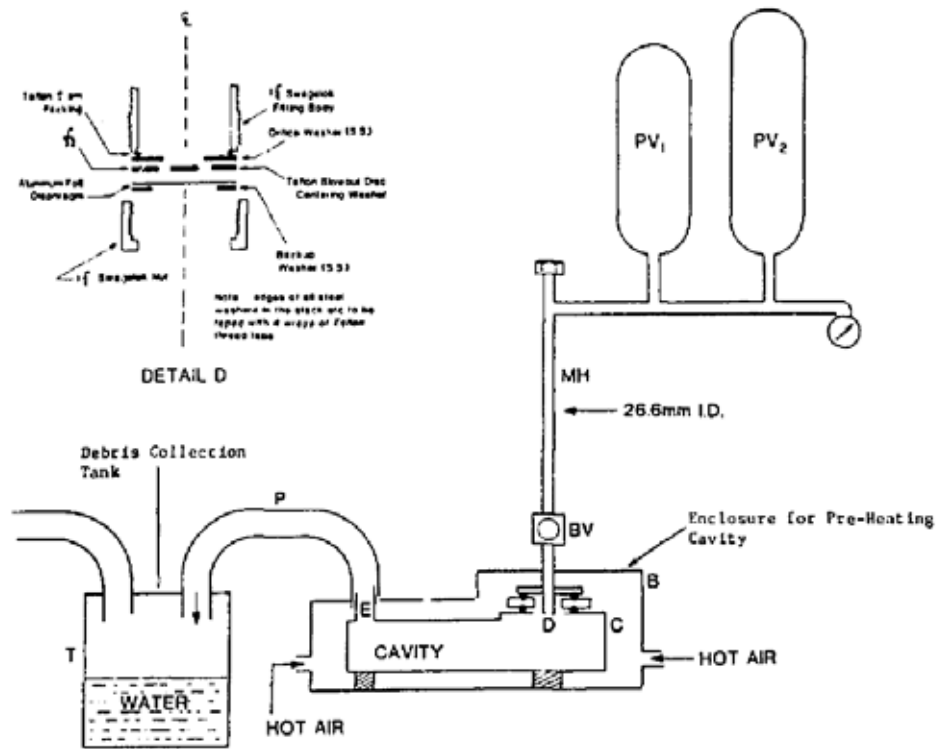 ℄
Teflon
Packing
Swagelok
Fitting Body
Orifice Washer (S.S.)
Aluminum Foil
Diaphragm
Teflon Blowout Disc
Centering Washer
Backup
Washer (S.S.)
Swagelok Nut
Note edges of all steel
washers in the stack are to be
taped with wraps of Teflon
thread tape
DETAIL D
PV₁
PV₂
MH
26.6mm I.D.
Debris Collection
Tank
P
BV
Enclosure for Pre-Heating
Cavity
B
E
D
C
T
CAVITY
HOT AIR
WATER
HOT AIR